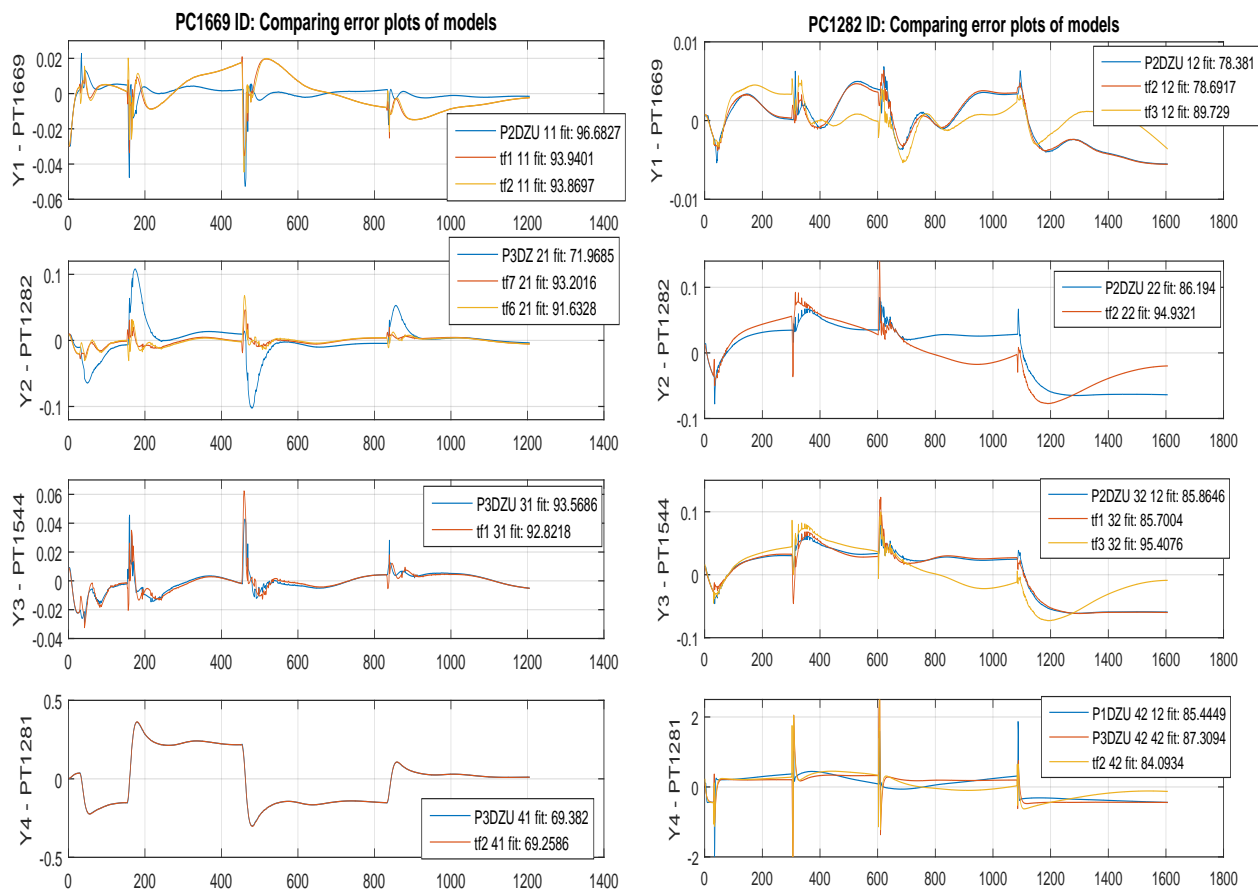 PC1669 ID: Comparing error plots of models
Y1 - PT1669
0.02
0
-0.02
-0.04
-0.06
P2DZU 11 fit: 96.6827
tf1 11 fit: 93.9401
tf2 11 fit: 93.8697
0 200 400 600 800 1000 1200 1400
Y2 - PT1282
0.1
0
-0.1
P3DZ 21 fit: 71.9685
tf7 21 fit: 93.2016
tf6 21 fit: 91.6328
0 200 400 600 800 1000 1200 1400
Y3 - PT1544
0.06
0.04
0.02
0
-0.02
-0.04
P3DZU 31 fit: 93.5686
tf1 31 fit: 92.8218
0 200 400 600 800 1000 1200 1400
Y4 - PT1281
0.5
0
-0.5
P3DZU 41 fit: 69.382
tf2 41 fit: 69.2586
0 200 400 600 800 1000 1200 1400
PC1282 ID: Comparing error plots of models
Y1 - PT1669
0.01
0
-0.01
P2DZU 12 fit: 78.381
tf2 12 fit: 78.6917
tf3 12 fit: 89.729
0 200 400 600 800 1000 1200 1400 1600 1800
Y2 - PT1282
0.1
0
-0.1
P2DZU 22 fit: 86.194
tf2 22 fit: 94.9321
0 200 400 600 800 1000 1200 1400 1600 1800
Y3 - PT1544
0.1
0
-0.1
P2DZU 32 12 fit: 85.8646
tf1 32 fit: 85.7004
tf3 32 fit: 95.4076
0 200 400 600 800 1000 1200 1400 1600 1800
Y4 - PT1281
2
0
-2
P1DZU 42 12 fit: 85.4449
P3DZU 42 42 fit: 87.3094
tf2 42 fit: 84.0934
0 200 400 600 800 1000 1200 1400 1600 1800